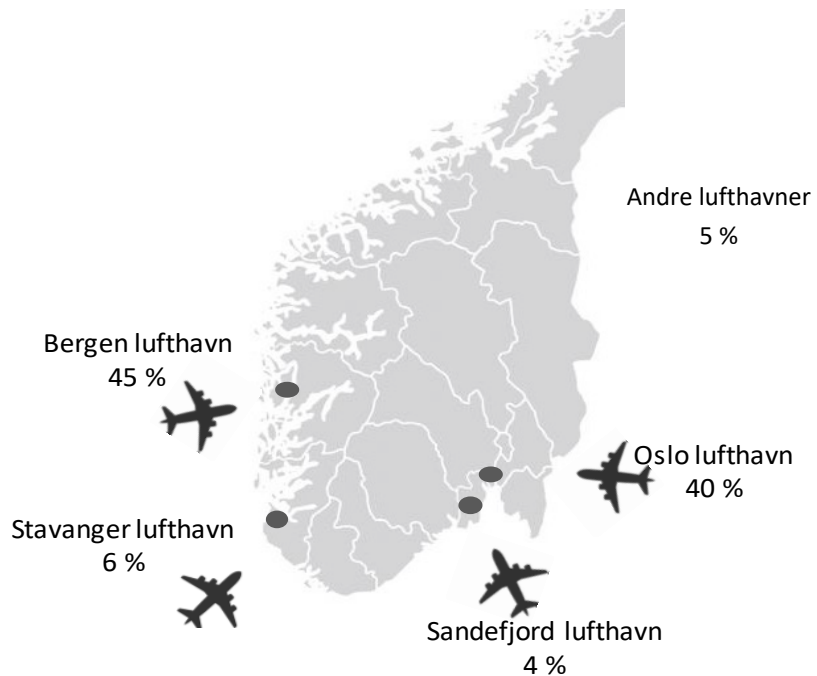 Andre lufthavner
5 %
Bergen lufthavn
45 %
Oslo lufthavn
40 %
Stavanger lufthavn
6 %
Sandefjord lufthavn
4 %